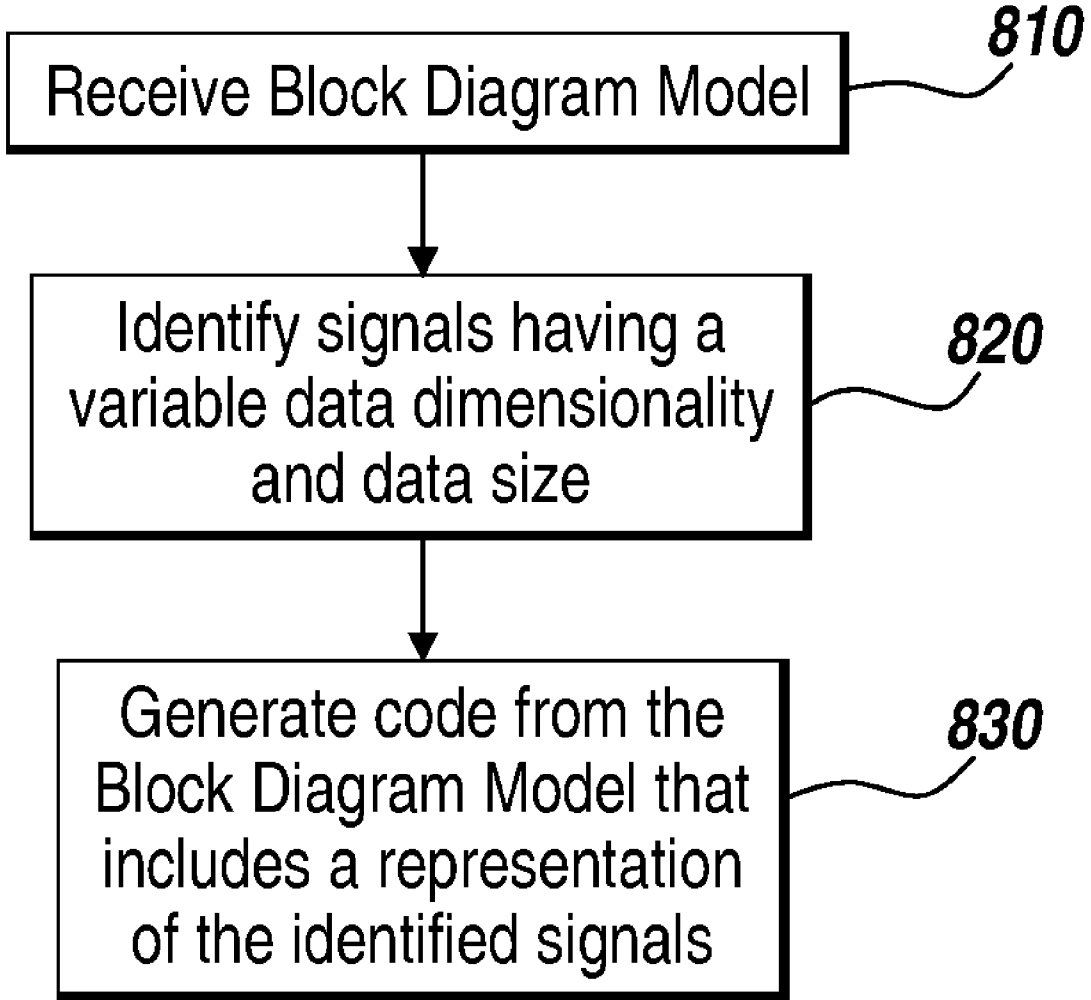 810
Receive Block Diagram Model
Identify signals having a
variable data dimensionality
and data size
820
Generate code from the
Block Diagram Model that
includes a representation
of the identified signals
830